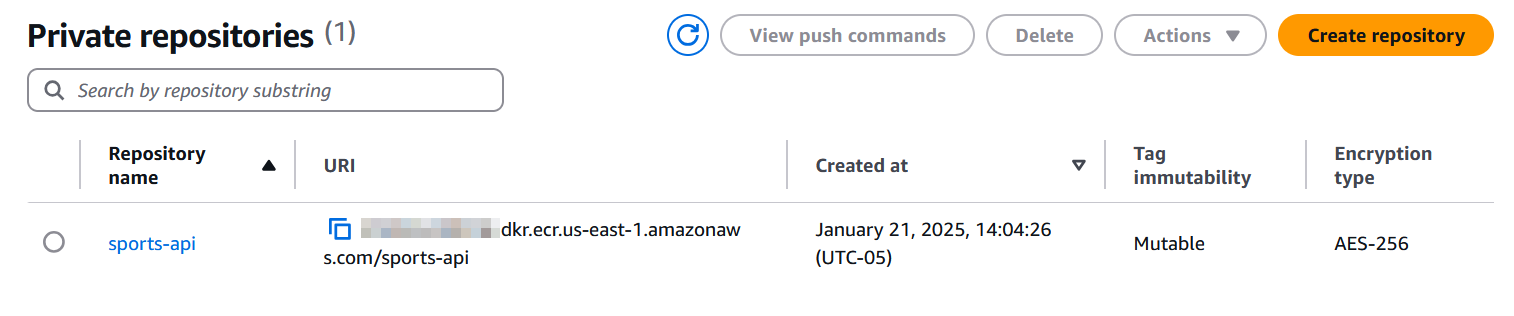 Private repositories (1)
View push commands
Delete
Actions
Create repository
Search by repository substring
Repository name
URI
Created at
Tag immutability
Encryption type
sports-api
dkr.ecr.us-east-1.amazonaw
s.com/sports-api
January 21, 2025, 14:04:26
(UTC-05)
Mutable
AES-256